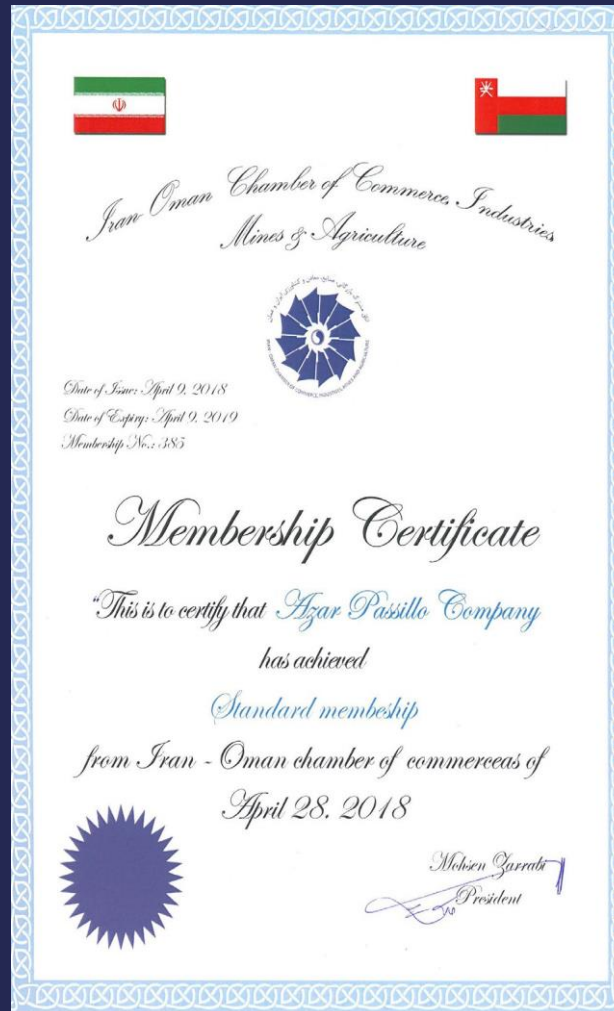 Iran Oman Chamber of Commerce, Industries
Mines & Agriculture
Date of Issue: April 9, 2018
Date of Expiry: April 9, 2019
Membership No.: 385
Membership Certificate
"This is to certify that Azar Passillo Company
has achieved
Standard membeship
from Iran - Oman chamber of commerceas of
April 28, 2018
Mohsen Zarrabi
President